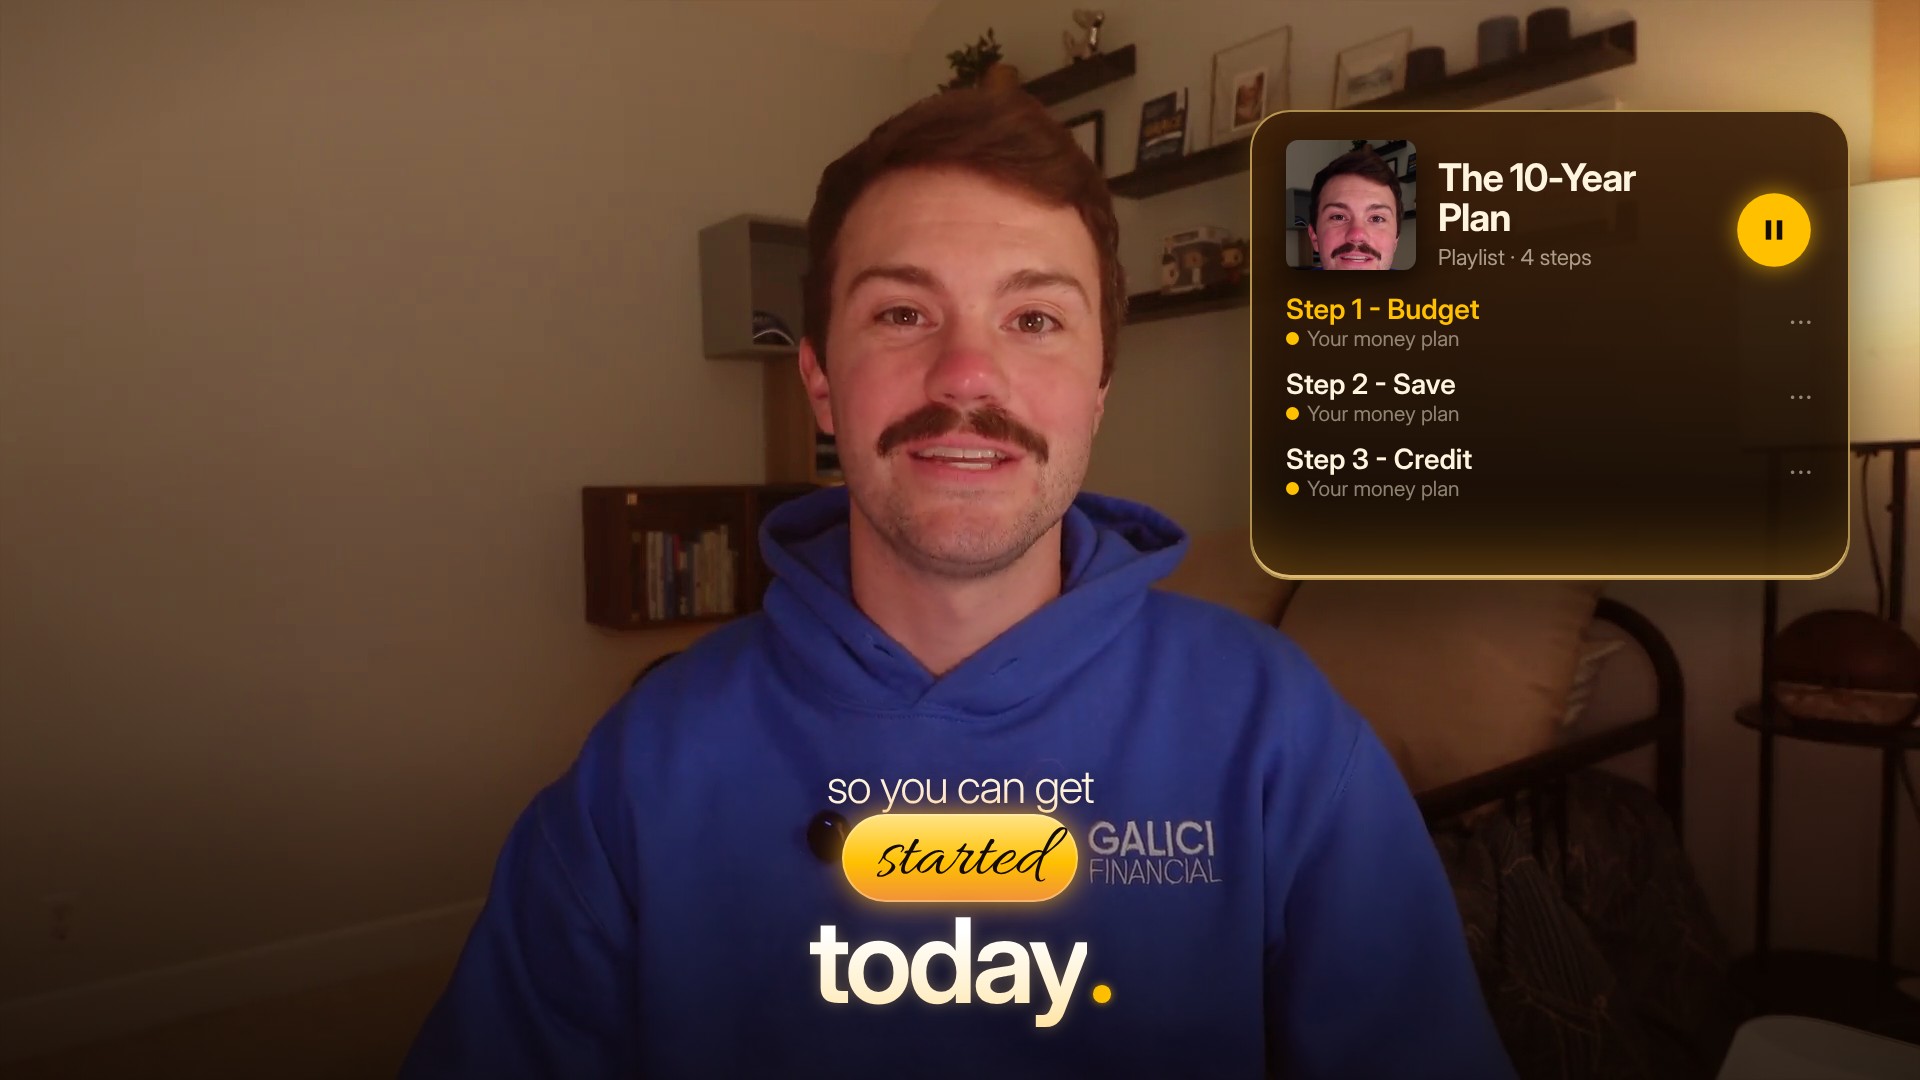 The 10-Year
Plan
Playlist · 4 steps
Step 1 - Budget
Your money plan
Step 2 - Save
Your money plan
Step 3 - Credit
Your money plan
so you can get
started
GALICI
FINANCIAL
today.